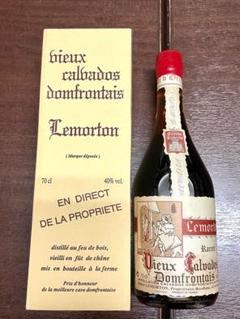 vieux
calvados
domfrontais
Lemorton
( Marque déposée )
70 cl 40% vol.
EN DIRECT
DE LA PROPRIETE
distillé au feu de bois,
vieilli en fût de chêne
mis en bouteille à la ferme
Prix d'honneur
de la meilleure cave domfrontaise
Lemorton
Rareté
Vieux Calvados
Domfrontais